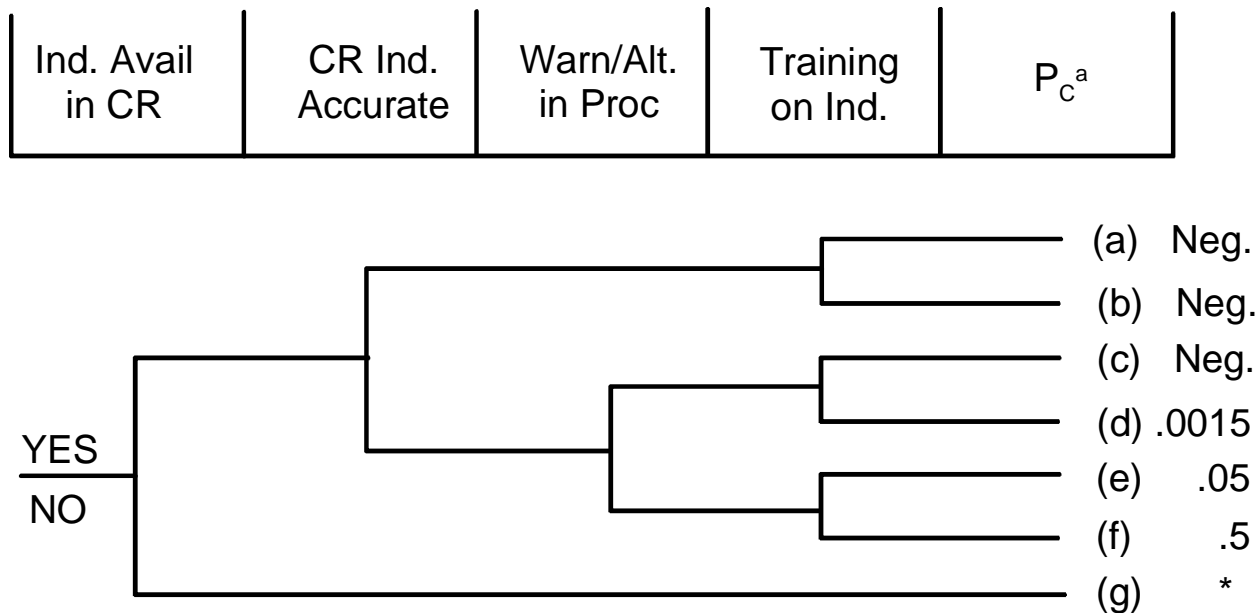 Ind. Avail
in CR
CR Ind.
Accurate
Warn/Alt.
in Proc
Training
on Ind.
PCᵃ
(a) Neg.
(b) Neg.
(c) Neg.
YES
(d) .0015
(e) .05
NO
(f) .5
(g) *